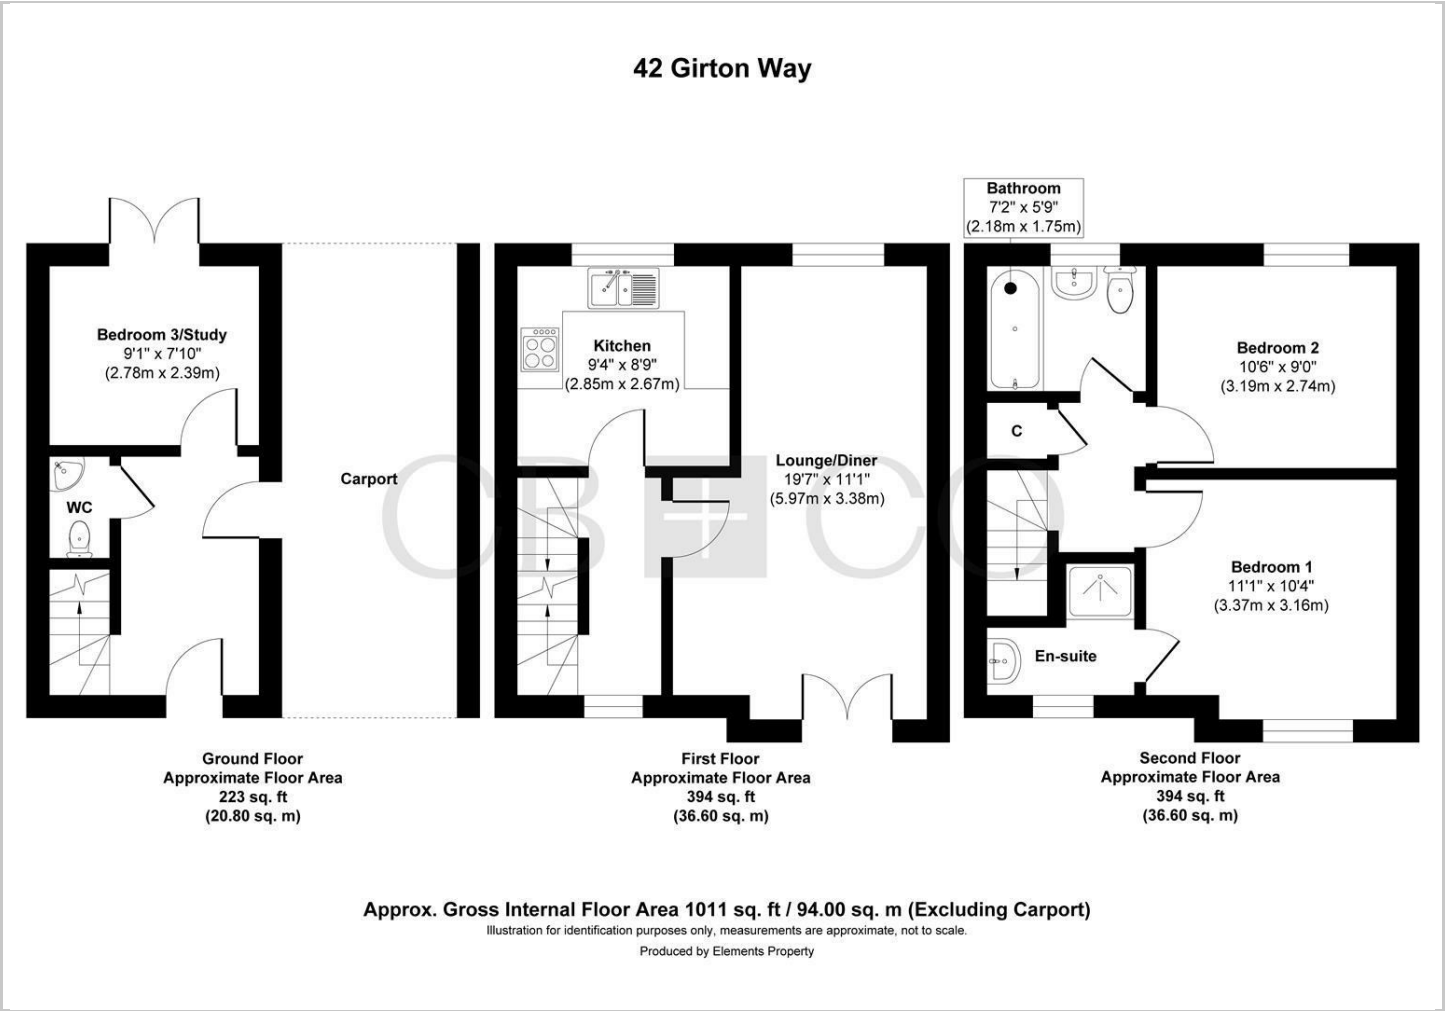 42 Girton Way
Bathroom
7'2" x 5'9"
(2.18m x 1.75m)
Bedroom 3/Study
9'1" x 7'10"
(2.78m x 2.39m)
WC
Carport
Kitchen
9'4" x 8'9"
(2.85m x 2.67m)
Lounge/Diner
19'7" x 11'1"
(5.97m x 3.38m)
C
Bedroom 2
10'6" x 9'0"
(3.19m x 2.74m)
Bedroom 1
11'1" x 10'4"
(3.37m x 3.16m)
En-suite
CB+CO
Ground Floor
Approximate Floor Area
223 sq. ft
(20.80 sq. m)
First Floor
Approximate Floor Area
394 sq. ft
(36.60 sq. m)
Second Floor
Approximate Floor Area
394 sq. ft
(36.60 sq. m)
Approx. Gross Internal Floor Area 1011 sq. ft / 94.00 sq. m (Excluding Carport)
Illustration for identification purposes only, measurements are approximate, not to scale.
Produced by Elements Property